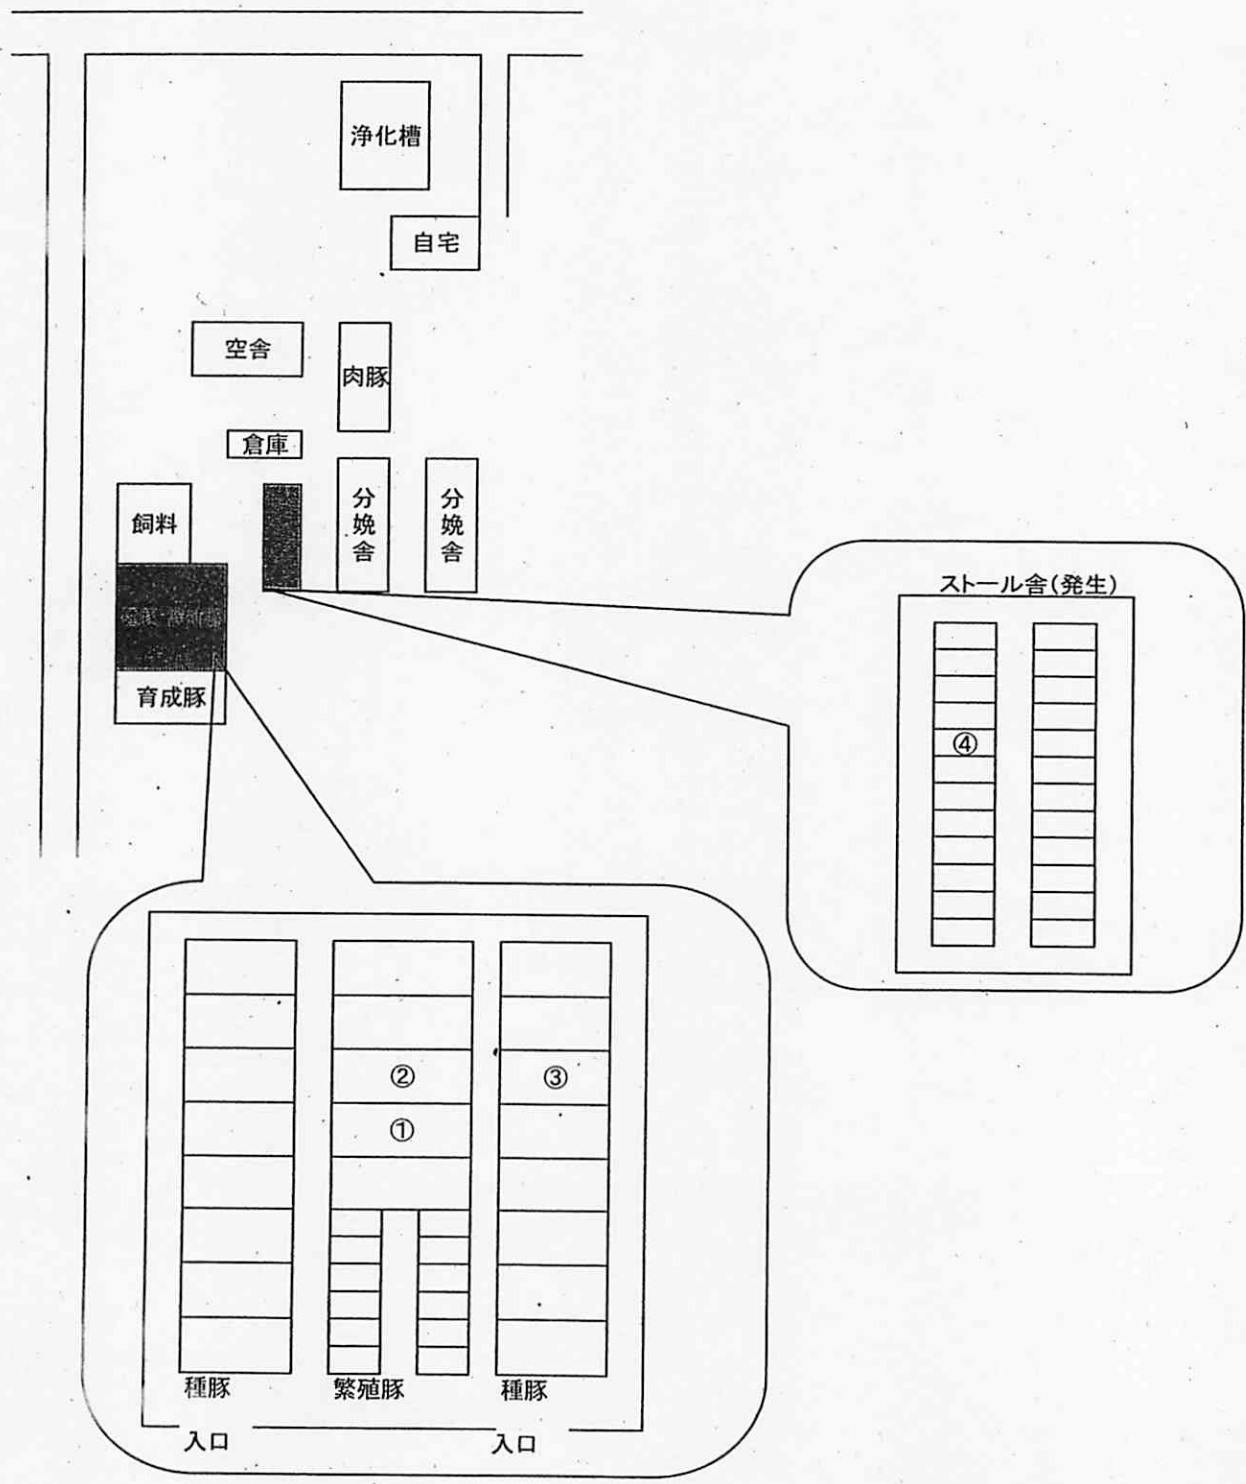 浄化槽
自宅
空舎
肉豚
倉庫
飼料
分娩舎
分娩舎
育成豚
ストール舎(発生)
④
②
③
①
種豚
繁殖豚
種豚
入口
入口